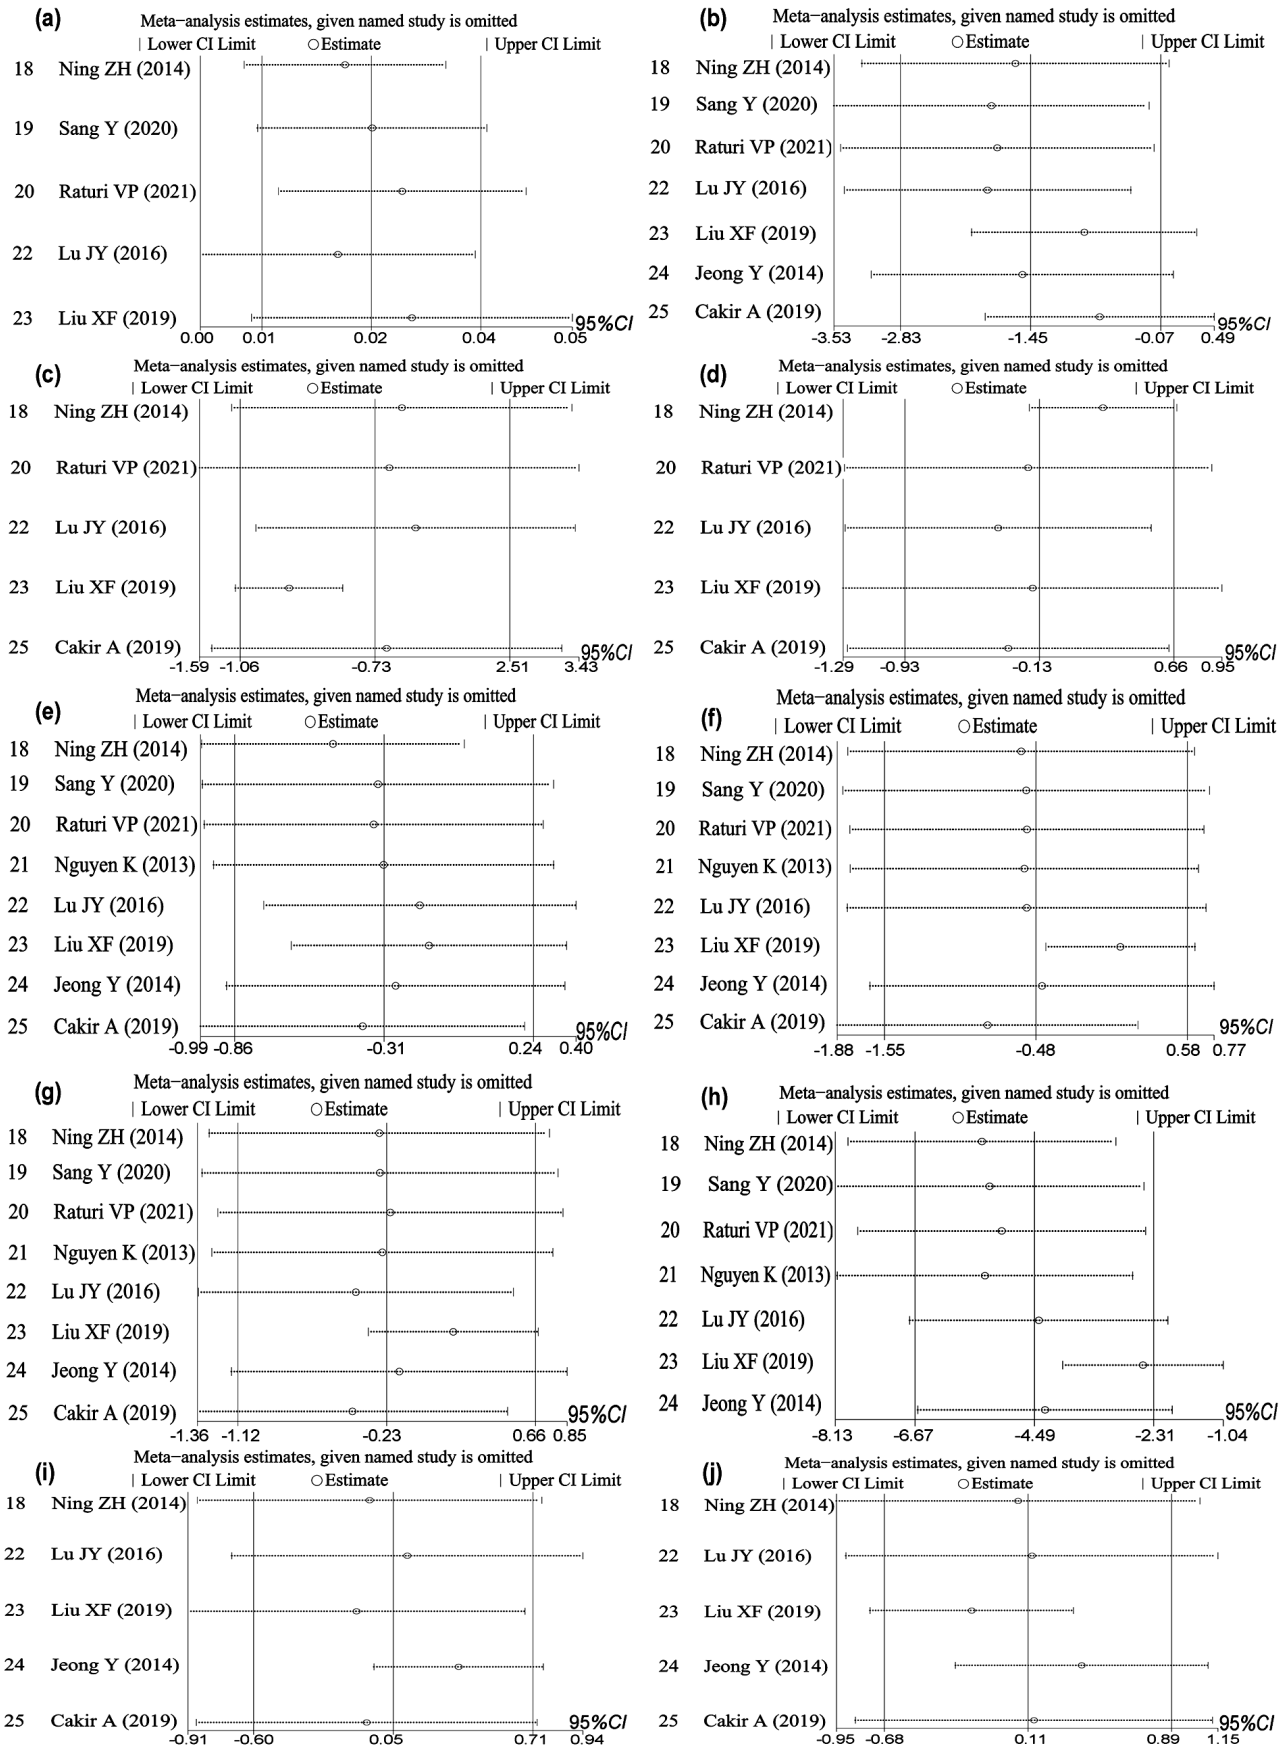 (a)
Meta-analysis estimates, given named study is omitted
| Lower CI Limit ○Estimate | Upper CI Limit
18 Ning ZH (2014)
19 Sang Y (2020)
20 Raturi VP (2021)
22 Lu JY (2016)
23 Liu XF (2019)
95%CI
0.00 0.01 0.02 0.04 0.05
(b)
Meta-analysis estimates, given named study is omitted
| Lower CI Limit ○Estimate | Upper CI Limit
18 Ning ZH (2014)
19 Sang Y (2020)
20 Raturi VP (2021)
22 Lu JY (2016)
23 Liu XF (2019)
24 Jeong Y (2014)
25 Cakir A (2019)
95%CI
-3.53 -2.83 -1.45 -0.07 0.49
(c)
Meta-analysis estimates, given named study is omitted
| Lower CI Limit ○Estimate | Upper CI Limit
18 Ning ZH (2014)
20 Raturi VP (2021)
22 Lu JY (2016)
23 Liu XF (2019)
25 Cakir A (2019)
95%CI
-1.59 -1.06 -0.73 2.51 3.43
(d)
Meta-analysis estimates, given named study is omitted
| Lower CI Limit ○Estimate | Upper CI Limit
18 Ning ZH (2014)
20 Raturi VP (2021)
22 Lu JY (2016)
23 Liu XF (2019)
25 Cakir A (2019)
95%CI
-1.29 -0.93 -0.13 0.66 0.95
(e)
Meta-analysis estimates, given named study is omitted
| Lower CI Limit ○Estimate | Upper CI Limit
18 Ning ZH (2014)
19 Sang Y (2020)
20 Raturi VP (2021)
21 Nguyen K (2013)
22 Lu JY (2016)
23 Liu XF (2019)
24 Jeong Y (2014)
25 Cakir A (2019)
95%CI
-0.99 -0.86 -0.31 0.24 0.40
(f)
Meta-analysis estimates, given named study is omitted
| Lower CI Limit ○Estimate | Upper CI Limit
18 Ning ZH (2014)
19 Sang Y (2020)
20 Raturi VP (2021)
21 Nguyen K (2013)
22 Lu JY (2016)
23 Liu XF (2019)
24 Jeong Y (2014)
25 Cakir A (2019)
95%CI
-1.88 -1.55 -0.48 0.58 0.77
(g)
Meta-analysis estimates, given named study is omitted
| Lower CI Limit ○Estimate | Upper CI Limit
18 Ning ZH (2014)
19 Sang Y (2020)
20 Raturi VP (2021)
21 Nguyen K (2013)
22 Lu JY (2016)
23 Liu XF (2019)
24 Jeong Y (2014)
25 Cakir A (2019)
95%CI
-1.36 -1.12 -0.23 0.66 0.85
(h)
Meta-analysis estimates, given named study is omitted
| Lower CI Limit ○Estimate | Upper CI Limit
18 Ning ZH (2014)
19 Sang Y (2020)
20 Raturi VP (2021)
21 Nguyen K (2013)
22 Lu JY (2016)
23 Liu XF (2019)
24 Jeong Y (2014)
95%CI
-8.13 -6.67 -4.49 -2.31 -1.04
(i)
Meta-analysis estimates, given named study is omitted
| Lower CI Limit ○Estimate | Upper CI Limit
18 Ning ZH (2014)
22 Lu JY (2016)
23 Liu XF (2019)
24 Jeong Y (2014)
25 Cakir A (2019)
95%CI
-0.91 -0.60 0.05 0.71 0.94
(j)
Meta-analysis estimates, given named study is omitted
| Lower CI Limit ○Estimate | Upper CI Limit
18 Ning ZH (2014)
22 Lu JY (2016)
23 Liu XF (2019)
24 Jeong Y (2014)
25 Cakir A (2019)
95%CI
-0.95 -0.68 0.11 0.89 1.15